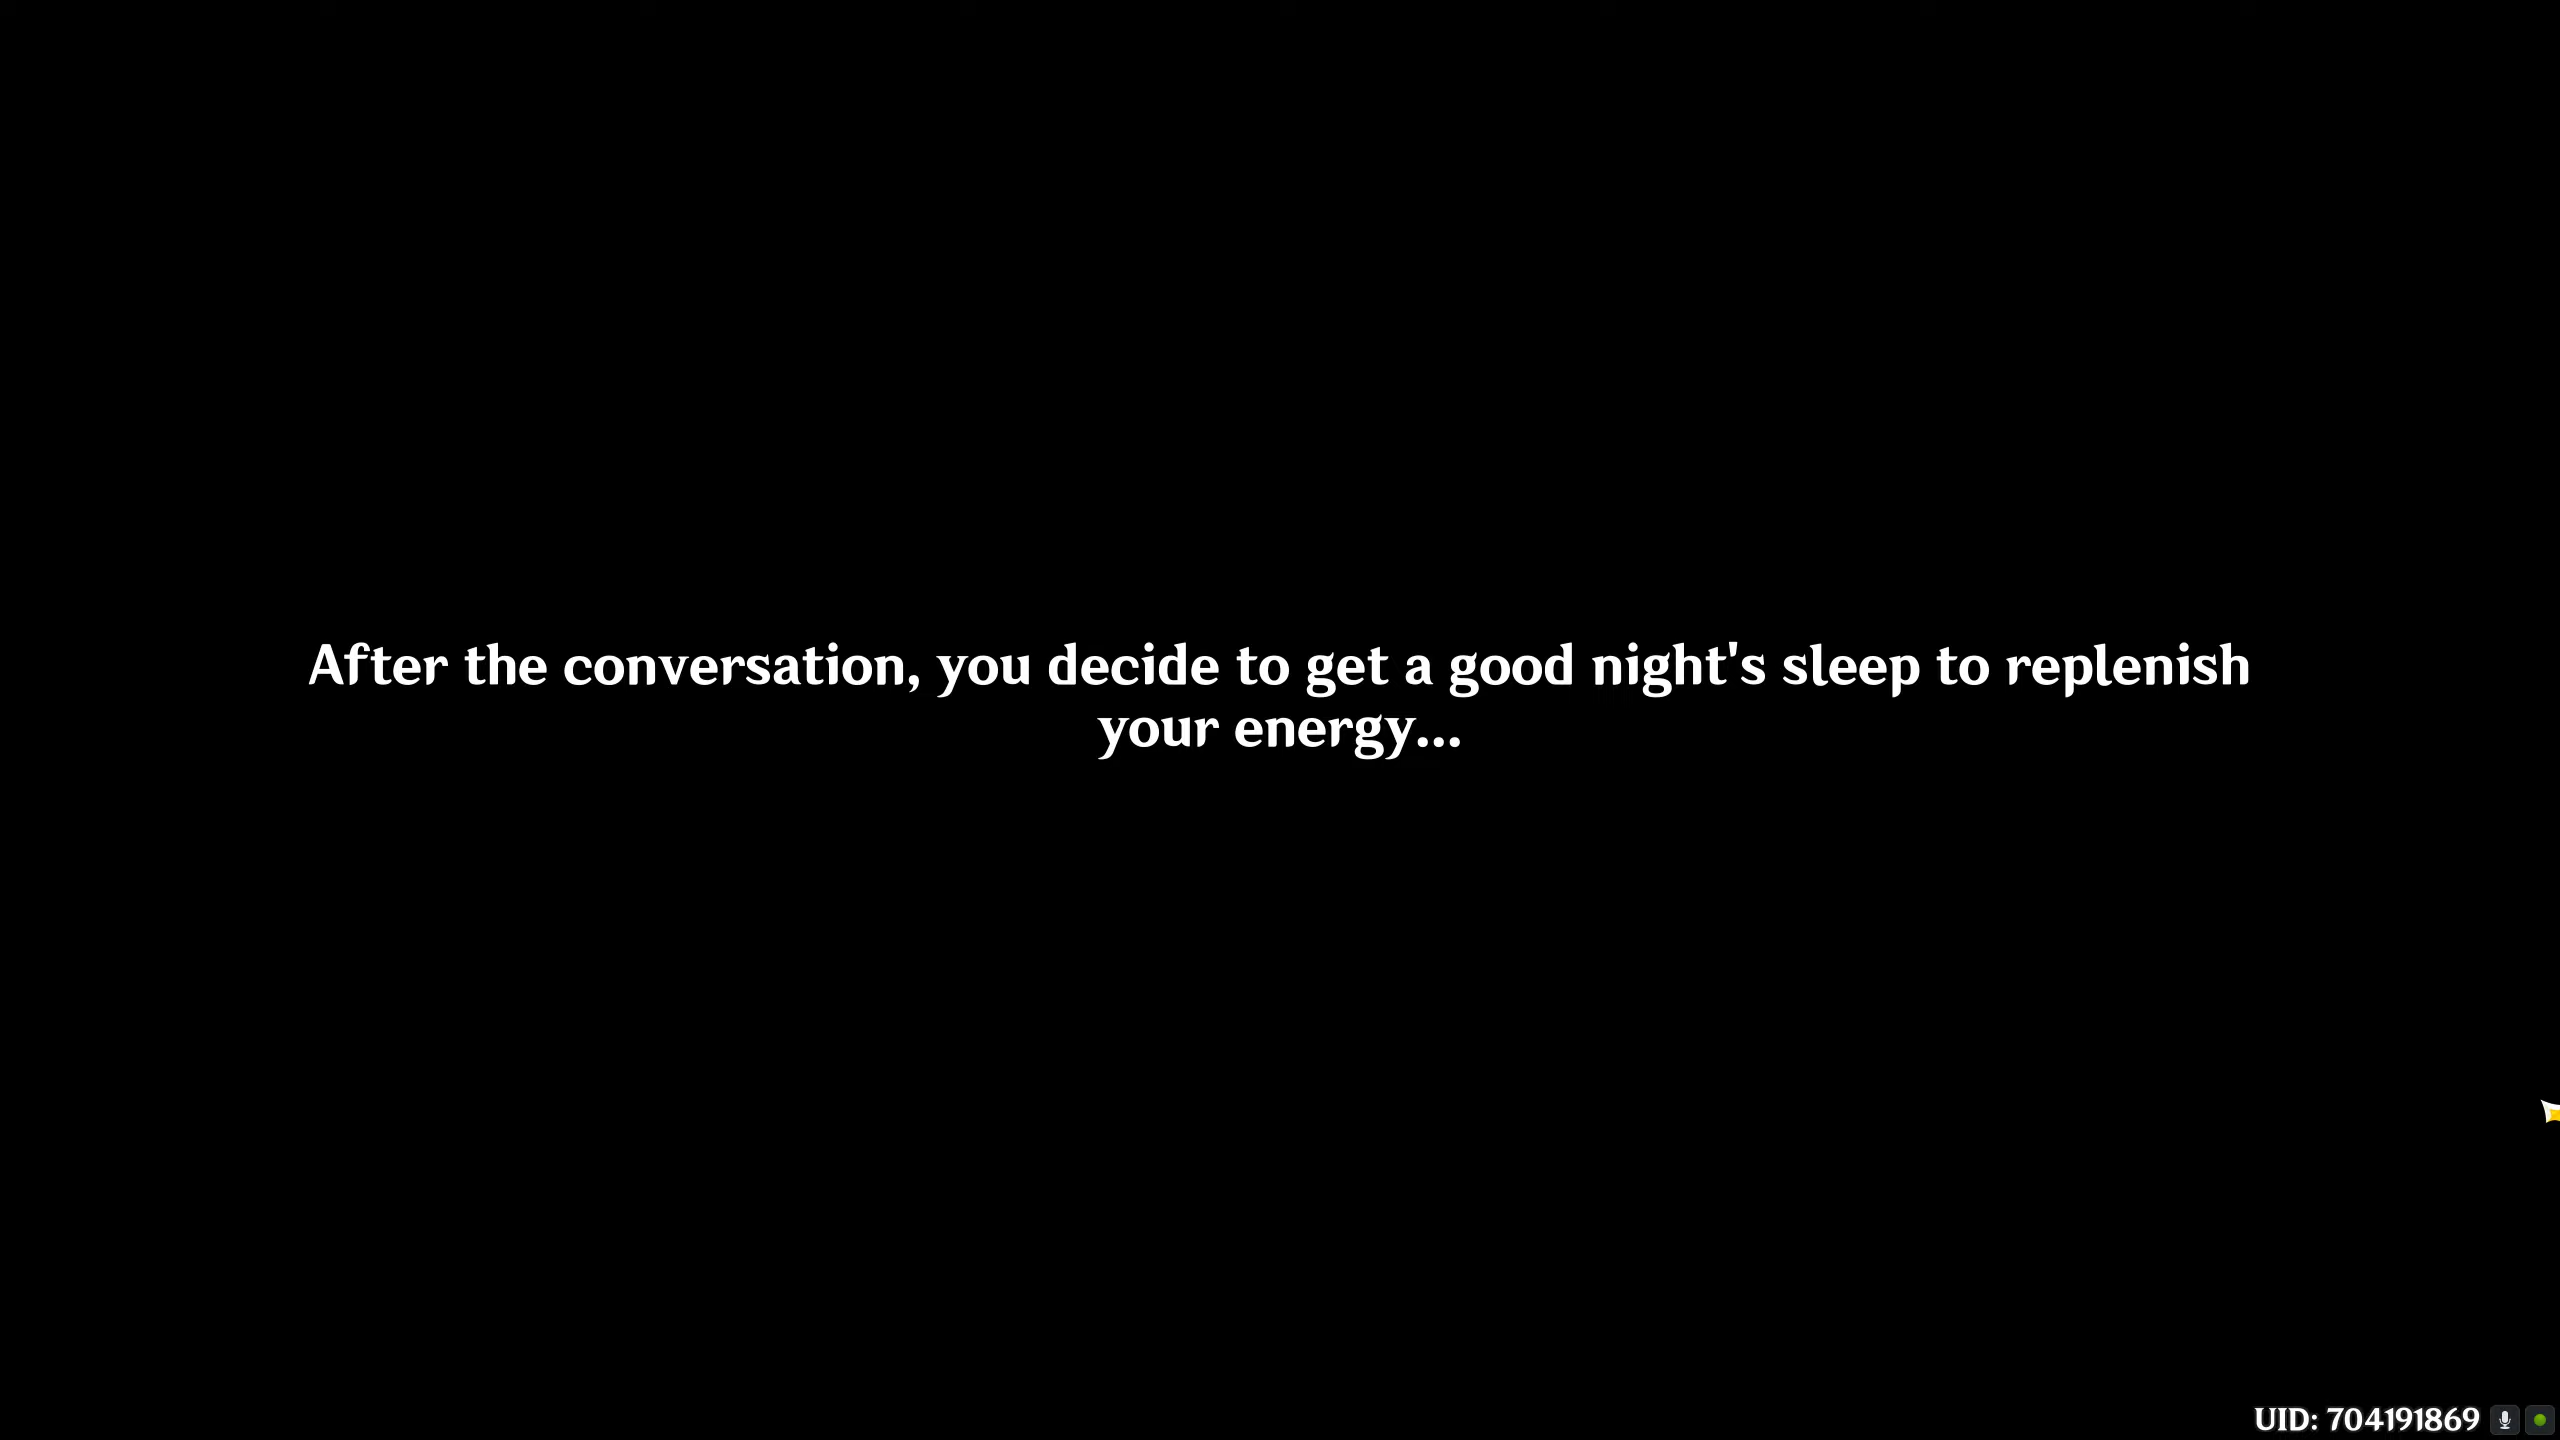 After the conversation, you decide to get a good night's sleep to replenish
your energy...
UID: 704191869